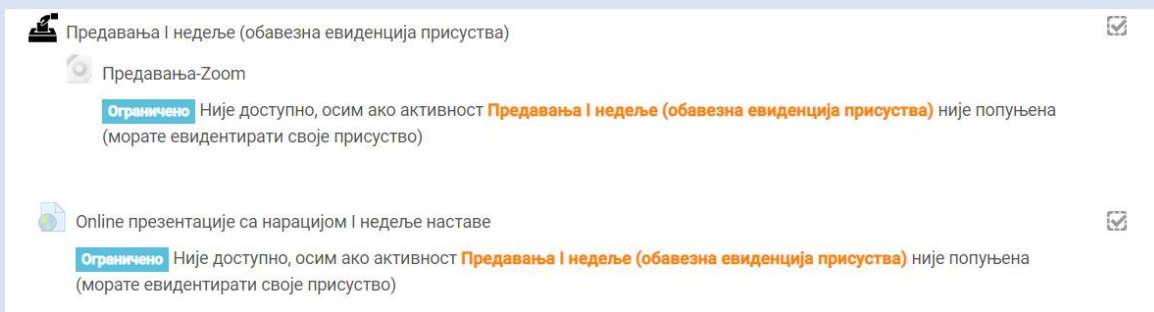 Предавања I недеље (обавезна евиденција присуства)
Предавања-Zoom
Ограничено Није доступно, осим ако активност Предавања I недеље (обавезна евиденција присуства) није попуњена
(морате евидентирати своје присуство)
Online презентације са нарацијом I недеље наставе
Ограничено Није доступно, осим ако активност Предавања I недеље (обавезна евиденција присуства) није попуњена
(морате евидентирати своје присуство)